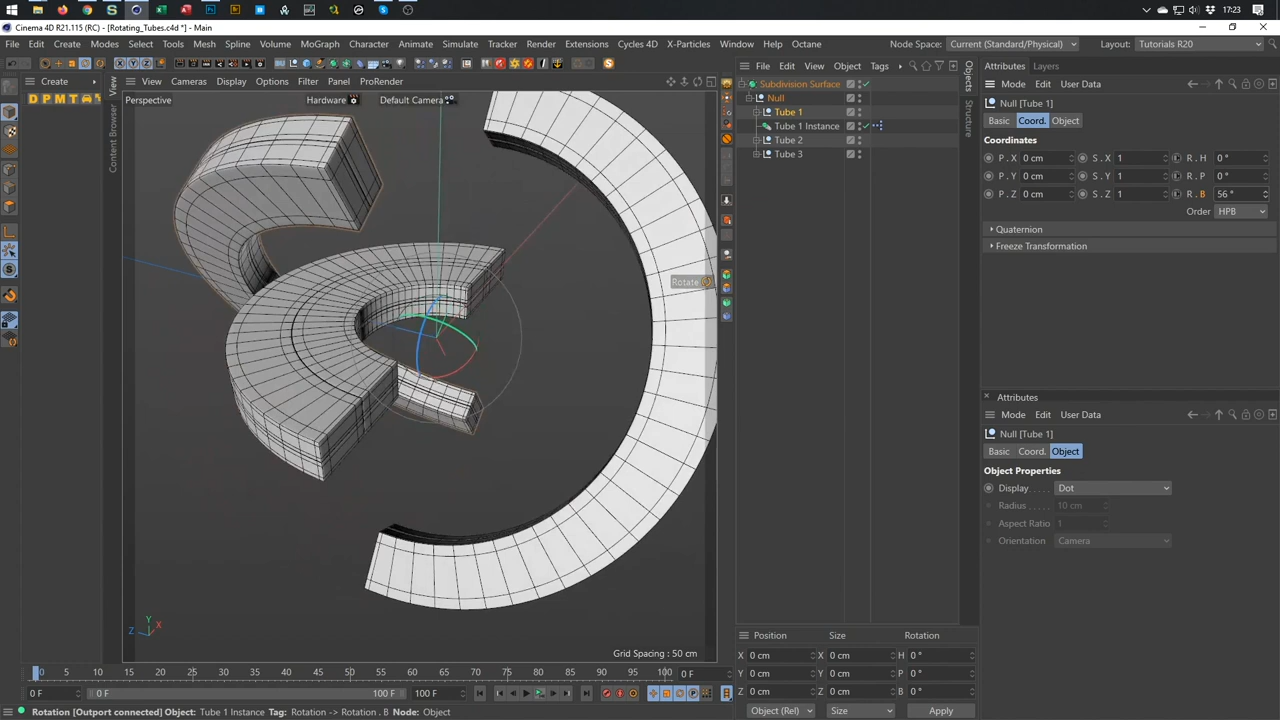 17:23
Cinema 4D R21.115 (RC) - [Rotating_Tubes.c4d *] - Main
File Edit Create Modes Select Tools Mesh Spline Volume MoGraph Character Animate Simulate Tracker Render Extensions Cycles 4D X-Particles Window Help Octane Node Space: Current (Standard/Physical) Layout: Tutorials R20
Create
D P M T
View
Content Browser
View Cameras Display Options Filter Panel ProRender
Perspective
Hardware
Default Camera
Rotate
Y
X
Z
Grid Spacing : 50 cm
File Edit View Object Tags
Subdivision Surface
Null
Tube 1
Tube 1 Instance
Tube 2
Tube 3
Objects
Structure
Attributes Layers
Mode Edit User Data
Null [Tube 1]
Basic Coord. Object
Coordinates
P . X 0 cm S . X 1 R . H 0 °
P . Y 0 cm S . Y 1 R . P 0 °
P . Z 0 cm S . Z 1 R . B 56 °
Order HPB
Quaternion
Freeze Transformation
Attributes
Mode Edit User Data
Null [Tube 1]
Basic Coord. Object
Object Properties
Display . . . . . Dot
Radius . . . . . 10 cm
Aspect Ratio 1
Orientation . . Camera
Position Size Rotation
X 0 cm X 0 cm H 0 °
Y 0 cm Y 0 cm P 0 °
Z 0 cm Z 0 cm B 0 °
Object (Rel) Size Apply
0 5 10 15 20 25 30 35 40 45 50 55 60 65 70 75 80 85 90 95 100 0 F
0 F 0 F 100 F 100 F
Rotation [Outport connected] Object: Tube 1 Instance Tag: Rotation -> Rotation . B Node: Object